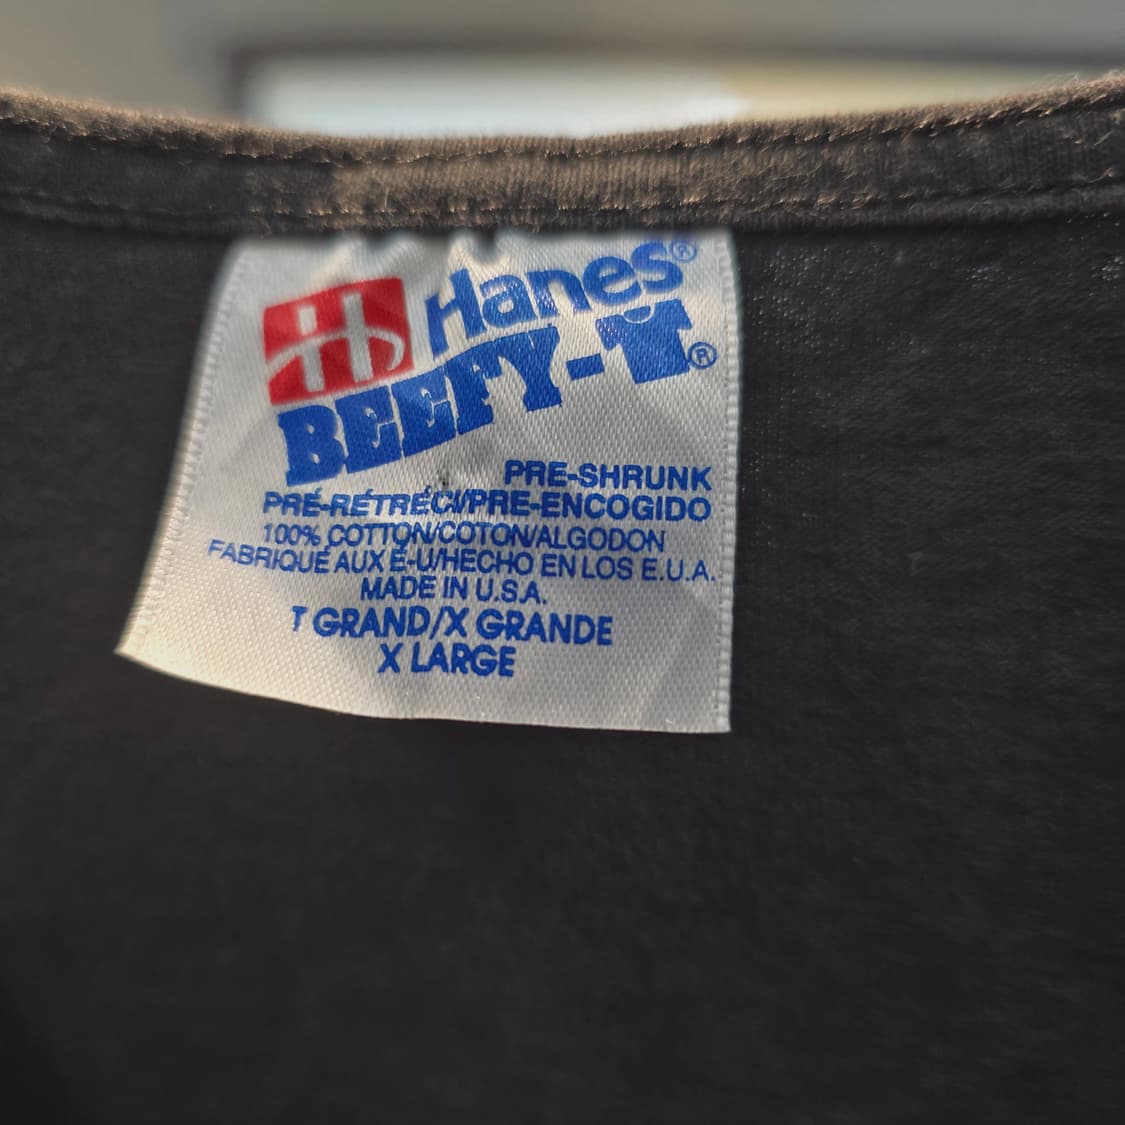 Hanes®
BEEFY-T®
PRE-SHRUNK
PRÉ-RÉTRÉCI/PRE-ENCOGIDO
100% COTTON/COTON/ALGODON
FABRIQUÉ AUX É-U/HECHO EN LOS E.U.A.
MADE IN U.S.A.
T GRAND/X GRANDE
X LARGE